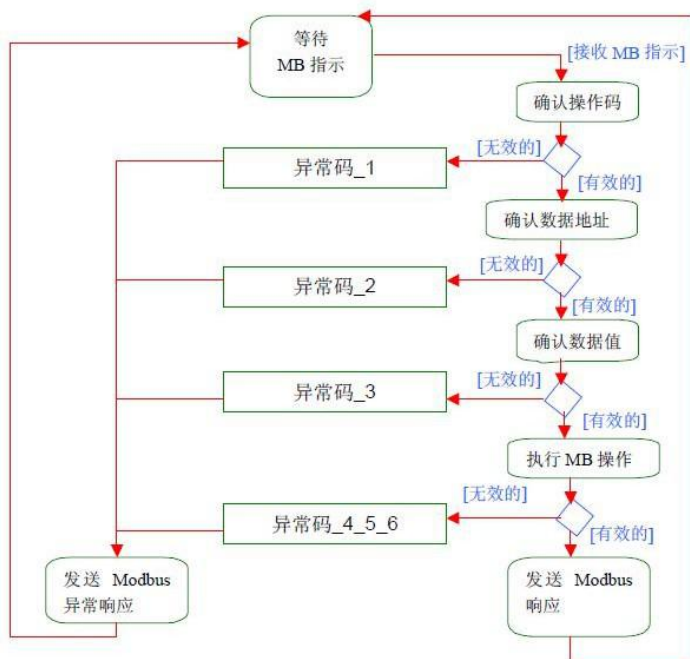 等待
MB 指示
[接收 MB 指示]
确认操作码
[无效的]
异常码_1
[有效的]
确认数据地址
[无效的]
异常码_2
[有效的]
确认数据值
[无效的]
异常码_3
[有效的]
执行 MB 操作
[无效的]
异常码_4_5_6
[有效的]
发送 Modbus
异常响应
发送 Modbus
响应